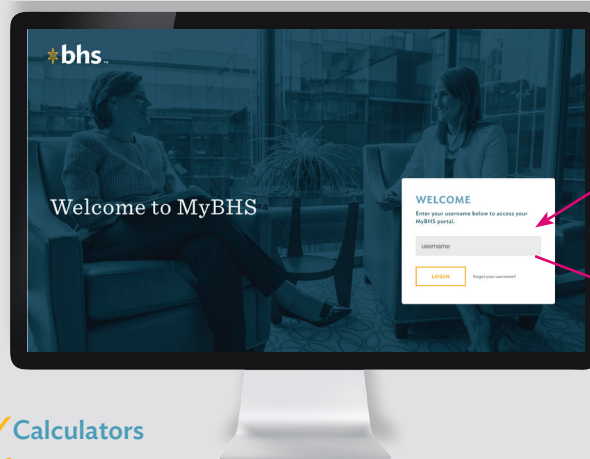 bhs™
Welcome to MyBHS
WELCOME
Enter your username below to access your
MyBHS portal.
username
LOGIN
Forgot your username?
Calculators